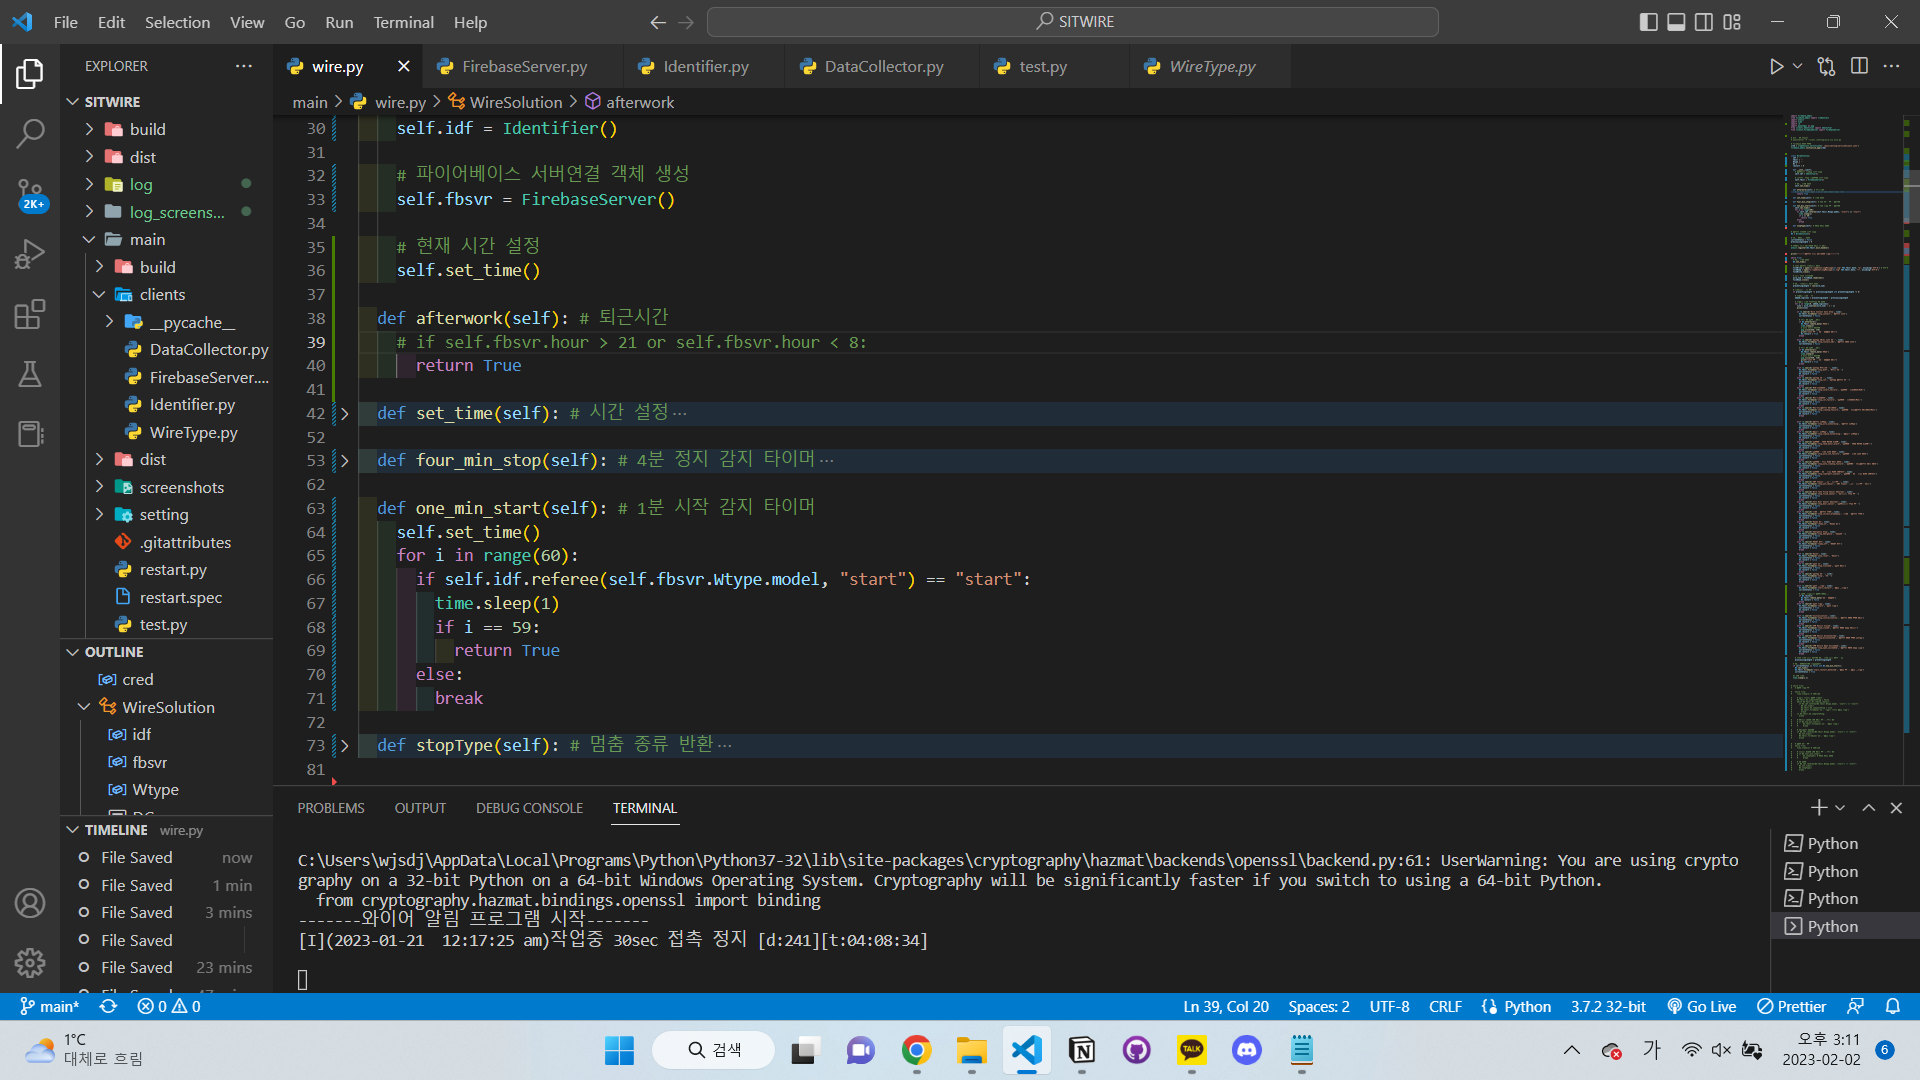 File Edit Selection View Go Run Terminal Help
SITWIRE
EXPLORER
SITWIRE
build
dist
log
log_screens...
main
build
clients
__pycache__
DataCollector.py
FirebaseServer....
Identifier.py
WireType.py
dist
screenshots
setting
.gitattributes
restart.py
restart.spec
test.py
OUTLINE
cred
WireSolution
idf
fbsvr
Wtype
TIMELINE wire.py
File Saved now
File Saved 1 min
File Saved 3 mins
File Saved
File Saved 23 mins
2K+
wire.py FirebaseServer.py Identifier.py DataCollector.py test.py WireType.py
main > wire.py > WireSolution > afterwork
30 self.idf = Identifier()
31
32 # 파이어베이스 서버연결 객체 생성
33 self.fbsvr = FirebaseServer()
34
35 # 현재 시간 설정
36 self.set_time()
37
38 def afterwork(self): # 퇴근시간
39 # if self.fbsvr.hour > 21 or self.fbsvr.hour < 8:
40 return True
41
42 def set_time(self): # 시간 설정···
52
53 def four_min_stop(self): # 4분 정지 감지 타이머···
62
63 def one_min_start(self): # 1분 시작 감지 타이머
64 self.set_time()
65 for i in range(60):
66 if self.idf.referee(self.fbsvr.Wtype.model, "start") == "start":
67 time.sleep(1)
68 if i == 59:
69 return True
70 else:
71 break
72
73 def stopType(self): # 멈춤 종류 반환···
81
PROBLEMS OUTPUT DEBUG CONSOLE TERMINAL
C:\Users\wjsdj\AppData\Local\Programs\Python\Python37-32\lib\site-packages\cryptography\hazmat\backends\openssl\backend.py:61: UserWarning: You are using crypto
graphy on a 32-bit Python on a 64-bit Windows Operating System. Cryptography will be significantly faster if you switch to using a 64-bit Python.
from cryptography.hazmat.bindings.openssl import binding
-------와이어 알림 프로그램 시작-------
[I](2023-01-21  12:17:25 am)작업중 30sec 접촉 정지 [d:241][t:04:08:34]
Python
Python
Python
Python
main* 0 0 Ln 39, Col 20 Spaces: 2 UTF-8 CRLF Python 3.7.2 32-bit Go Live Prettier
1°C
대체로 흐림
검색
TALK
가
오후 3:11
2023-02-02
6